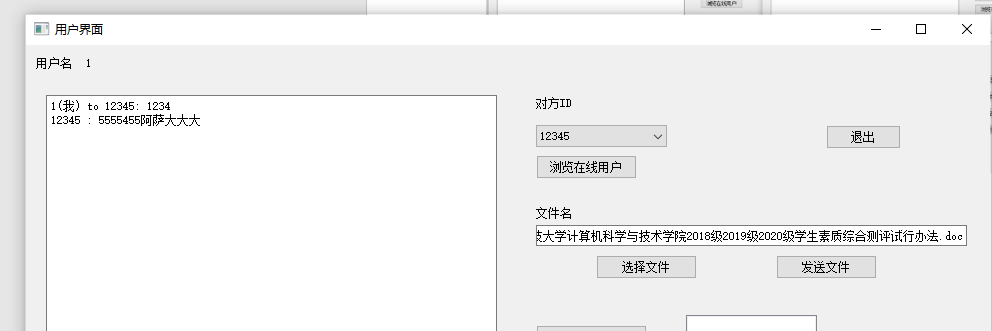 用户界面
用户名 1
1(我) to 12345: 1234
12345 : 5555455阿萨大大大
对方ID
12345
退出
浏览在线用户
文件名
技大学计算机科学与技术学院2018级2019级2020级学生素质综合测评试行办法.doc
选择文件
发送文件